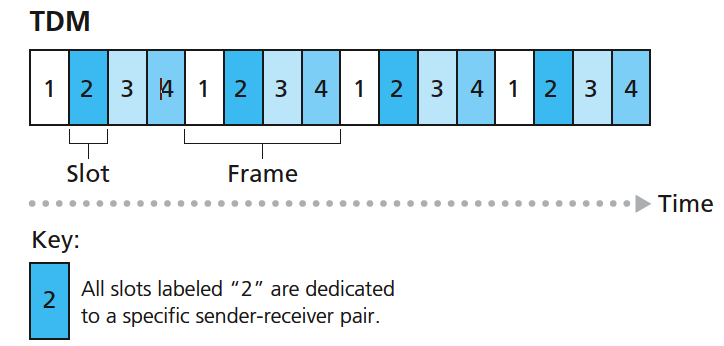 TDM
1 2 3 4 1 2 3 4 1 2 3 4 1 2 3 4
Slot Frame
Time
Key:
2 All slots labeled “2” are dedicated
to a specific sender-receiver pair.